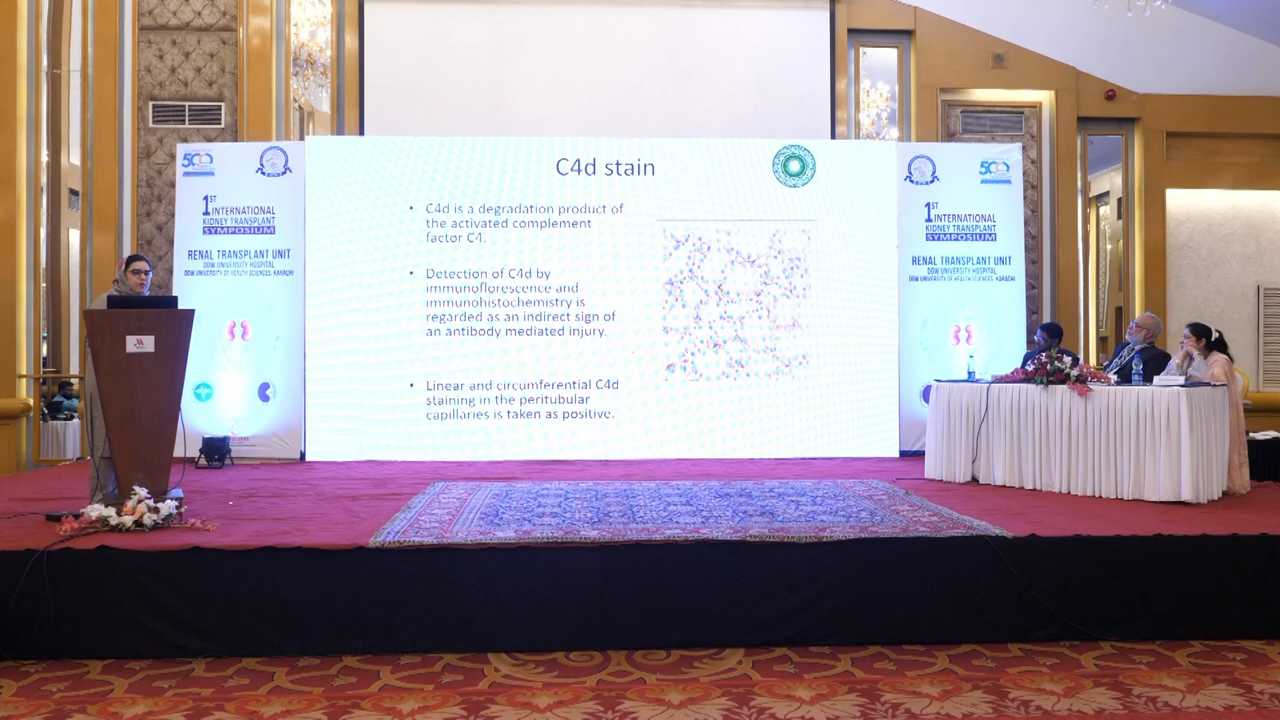 C4d stain
• C4d is a degradation product of
the activated complement
factor C4.
• Detection of C4d by
immunoflorescence and
immunohistochemistry is
regarded as an indirect sign of
an antibody mediated injury.
• Linear and circumferential C4d
staining in the peritubular
capillaries is taken as positive.
500
1ST
INTERNATIONAL
KIDNEY TRANSPLANT
SYMPOSIUM
RENAL TRANSPLANT UNIT
DOW UNIVERSITY HOSPITAL
DOW UNIVERSITY OF HEALTH SCIENCES, KARACHI
500
1ST
INTERNATIONAL
KIDNEY TRANSPLANT
SYMPOSIUM
RENAL TRANSPLANT UNIT
DOW UNIVERSITY HOSPITAL
DOW UNIVERSITY OF HEALTH SCIENCES, KARACHI